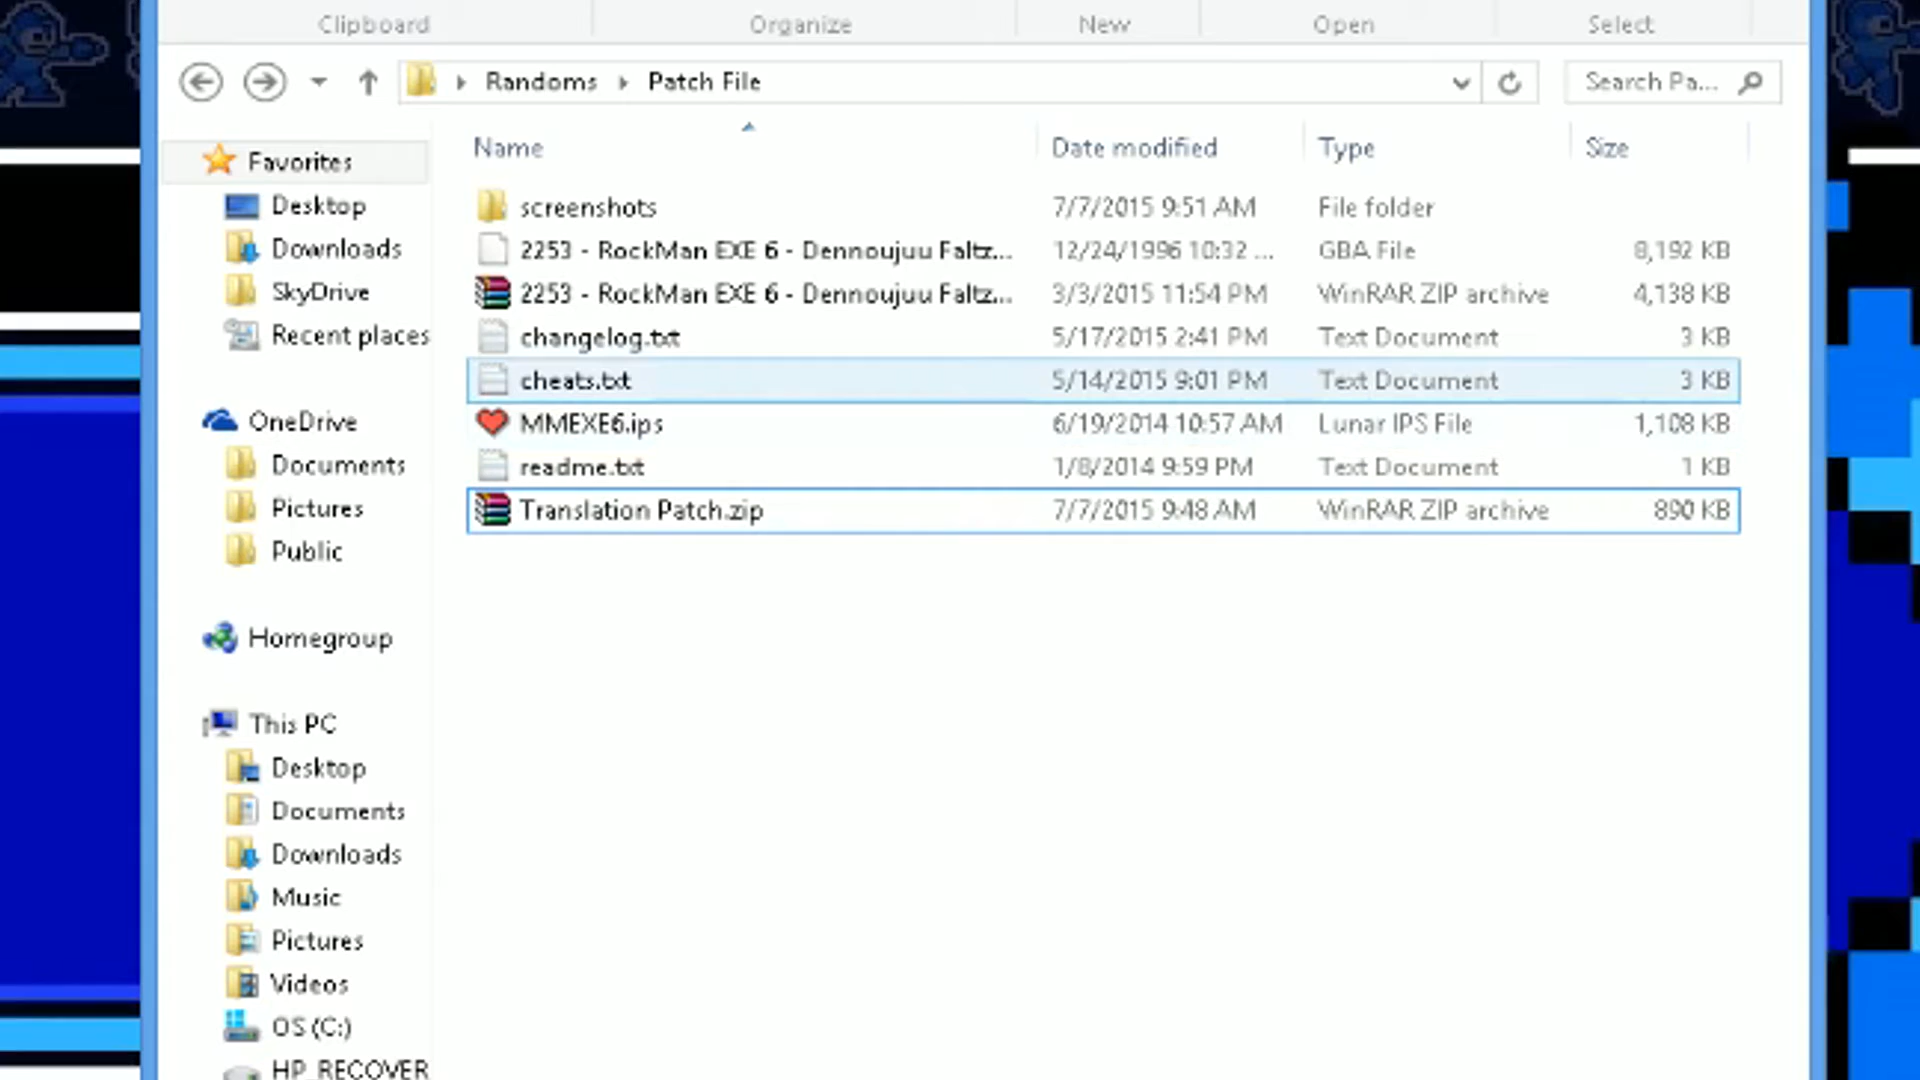 Clipboard Organize New Open Select
Randoms Patch File Search Pa...
Name Date modified Type Size
Favorites
Desktop screenshots 7/7/2015 9:51 AM File folder
Downloads 2253 - RockMan EXE 6 - Dennoujuu Faltz... 12/24/1996 10:32 ... GBA File 8,192 KB
SkyDrive 2253 - RockMan EXE 6 - Dennoujuu Faltz... 3/3/2015 11:54 PM WinRAR ZIP archive 4,138 KB
Recent places changelog.txt 5/17/2015 2:41 PM Text Document 3 KB
cheats.txt 5/14/2015 9:01 PM Text Document 3 KB
OneDrive MMEXE6.ips 6/19/2014 10:57 AM Lunar IPS File 1,108 KB
Documents readme.txt 1/8/2014 9:59 PM Text Document 1 KB
Pictures Translation Patch.zip 7/7/2015 9:48 AM WinRAR ZIP archive 890 KB
Public
Homegroup
This PC
Desktop
Documents
Downloads
Music
Pictures
Videos
OS (C:)
HP_RECOVER